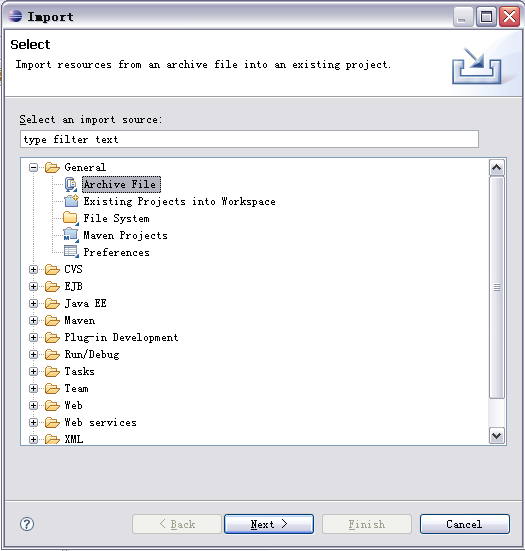 Import
Select
Import resources from an archive file into an existing project.
Select an import source:
type filter text
General
Archive File
Existing Projects into Workspace
File System
Maven Projects
Preferences
CVS
EJB
Java EE
Maven
Plug-in Development
Run/Debug
Tasks
Team
Web
Web services
XML
? < Back Next > Finish Cancel